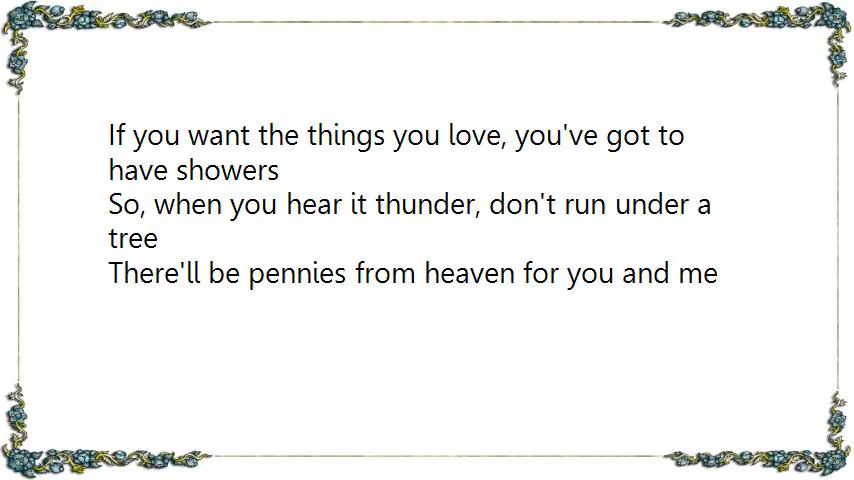 If you want the things you love, you've got to
have showers
So, when you hear it thunder, don't run under a
tree
There'll be pennies from heaven for you and me